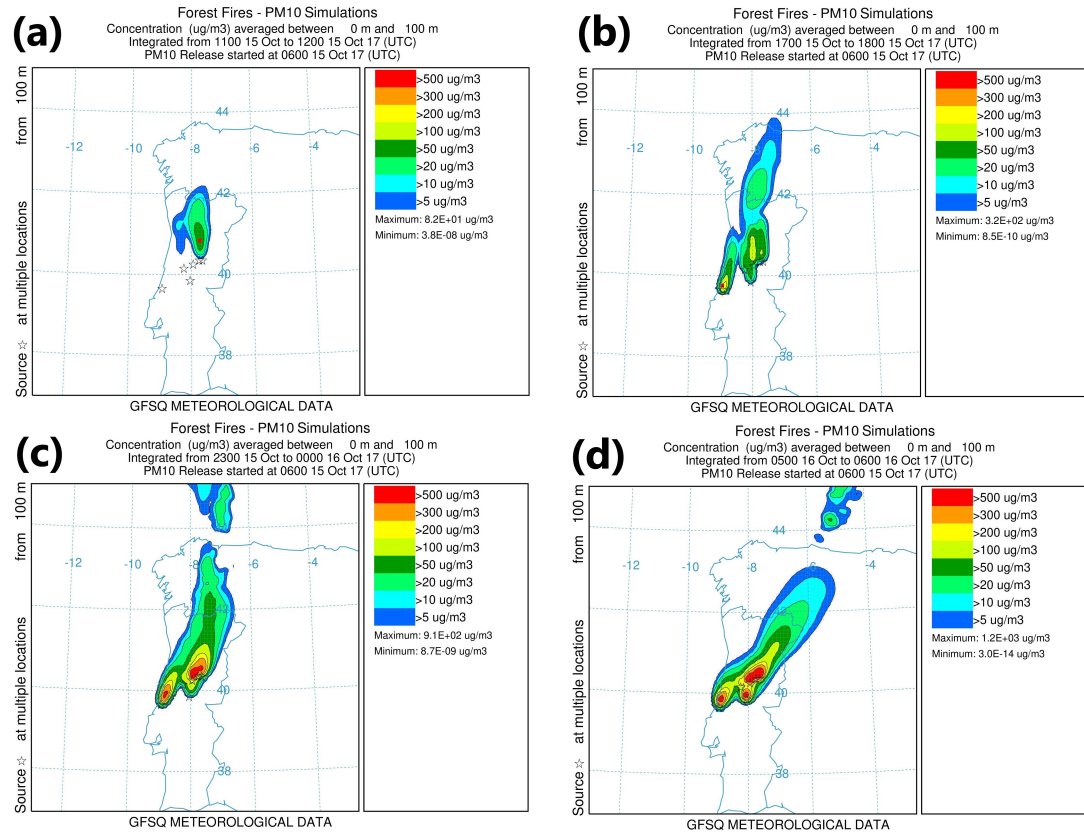 (a)
Forest Fires - PM10 Simulations
Concentration (ug/m3) averaged between 0 m and 100 m
Integrated from 1100 15 Oct to 1200 15 Oct 17 (UTC)
PM10 Release started at 0600 15 Oct 17 (UTC)
Source ☆ at multiple locations from 100 m
44
-12
-10
-8
-6
-4
42
40
38
>500 ug/m3
>300 ug/m3
>200 ug/m3
>100 ug/m3
>50 ug/m3
>20 ug/m3
>10 ug/m3
>5 ug/m3
Maximum: 8.2E+01 ug/m3
Minimum: 3.8E-08 ug/m3
GFSQ METEOROLOGICAL DATA
(b)
Forest Fires - PM10 Simulations
Concentration (ug/m3) averaged between 0 m and 100 m
Integrated from 1700 15 Oct to 1800 15 Oct 17 (UTC)
PM10 Release started at 0600 15 Oct 17 (UTC)
Source ☆ at multiple locations from 100 m
44
-12
-10
-8
-6
-4
42
40
38
>500 ug/m3
>300 ug/m3
>200 ug/m3
>100 ug/m3
>50 ug/m3
>20 ug/m3
>10 ug/m3
>5 ug/m3
Maximum: 3.2E+02 ug/m3
Minimum: 8.5E-10 ug/m3
GFSQ METEOROLOGICAL DATA
(c)
Forest Fires - PM10 Simulations
Concentration (ug/m3) averaged between 0 m and 100 m
Integrated from 2300 15 Oct to 0000 16 Oct 17 (UTC)
PM10 Release started at 0600 15 Oct 17 (UTC)
Source ☆ at multiple locations from 100 m
-12
-10
-8
-6
-4
42
40
38
>500 ug/m3
>300 ug/m3
>200 ug/m3
>100 ug/m3
>50 ug/m3
>20 ug/m3
>10 ug/m3
>5 ug/m3
Maximum: 9.1E+02 ug/m3
Minimum: 8.7E-09 ug/m3
GFSQ METEOROLOGICAL DATA
(d)
Forest Fires - PM10 Simulations
Concentration (ug/m3) averaged between 0 m and 100 m
Integrated from 0500 16 Oct to 0600 16 Oct 17 (UTC)
PM10 Release started at 0600 15 Oct 17 (UTC)
Source ☆ at multiple locations from 100 m
44
-12
-10
-8
-6
-4
42
40
38
>500 ug/m3
>300 ug/m3
>200 ug/m3
>100 ug/m3
>50 ug/m3
>20 ug/m3
>10 ug/m3
>5 ug/m3
Maximum: 1.2E+03 ug/m3
Minimum: 3.0E-14 ug/m3
GFSQ METEOROLOGICAL DATA